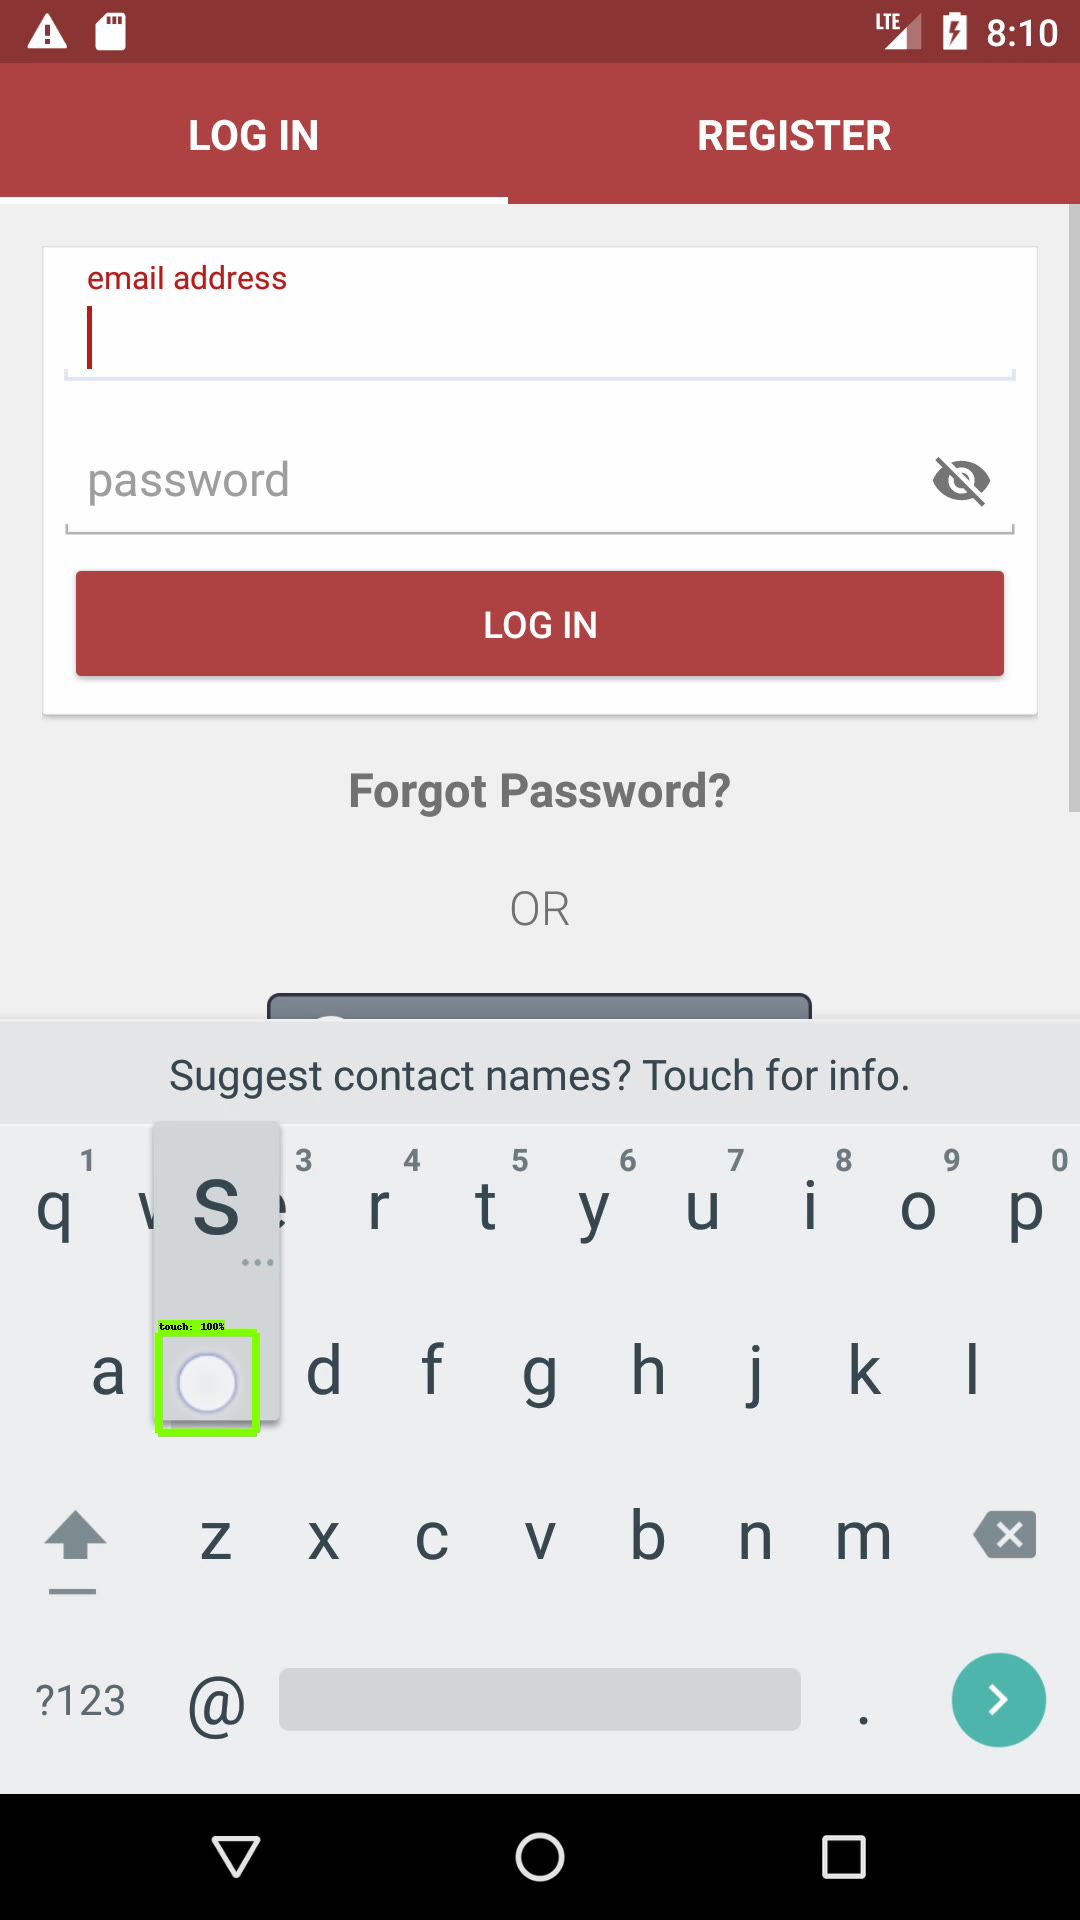 LTE 8:10
LOG IN REGISTER
email address
password
LOG IN
Forgot Password?
OR
Suggest contact names? Touch for info.
1 3 4 5 6 7 8 9 0
q w s e r t y u i o p
touch: 100%
a d f g h j k l
z x c v b n m
?123 @ .